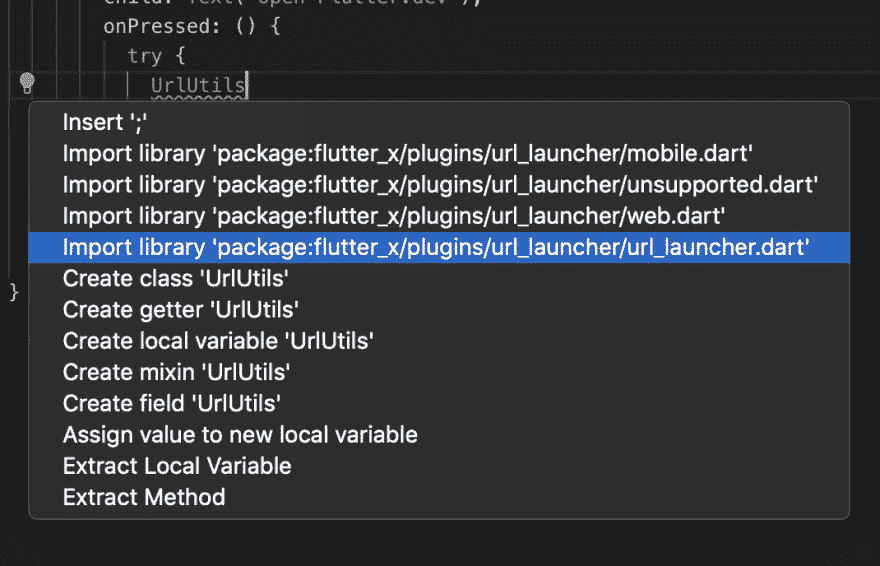 child: Text("Open Flutter.dev"),
onPressed: () {
try {
UrlUtils
Insert ';'
Import library 'package:flutter_x/plugins/url_launcher/mobile.dart'
Import library 'package:flutter_x/plugins/url_launcher/unsupported.dart'
Import library 'package:flutter_x/plugins/url_launcher/web.dart'
Import library 'package:flutter_x/plugins/url_launcher/url_launcher.dart'
Create class 'UrlUtils'
Create getter 'UrlUtils'
}
Create local variable 'UrlUtils'
Create mixin 'UrlUtils'
Create field 'UrlUtils'
Assign value to new local variable
Extract Local Variable
Extract Method